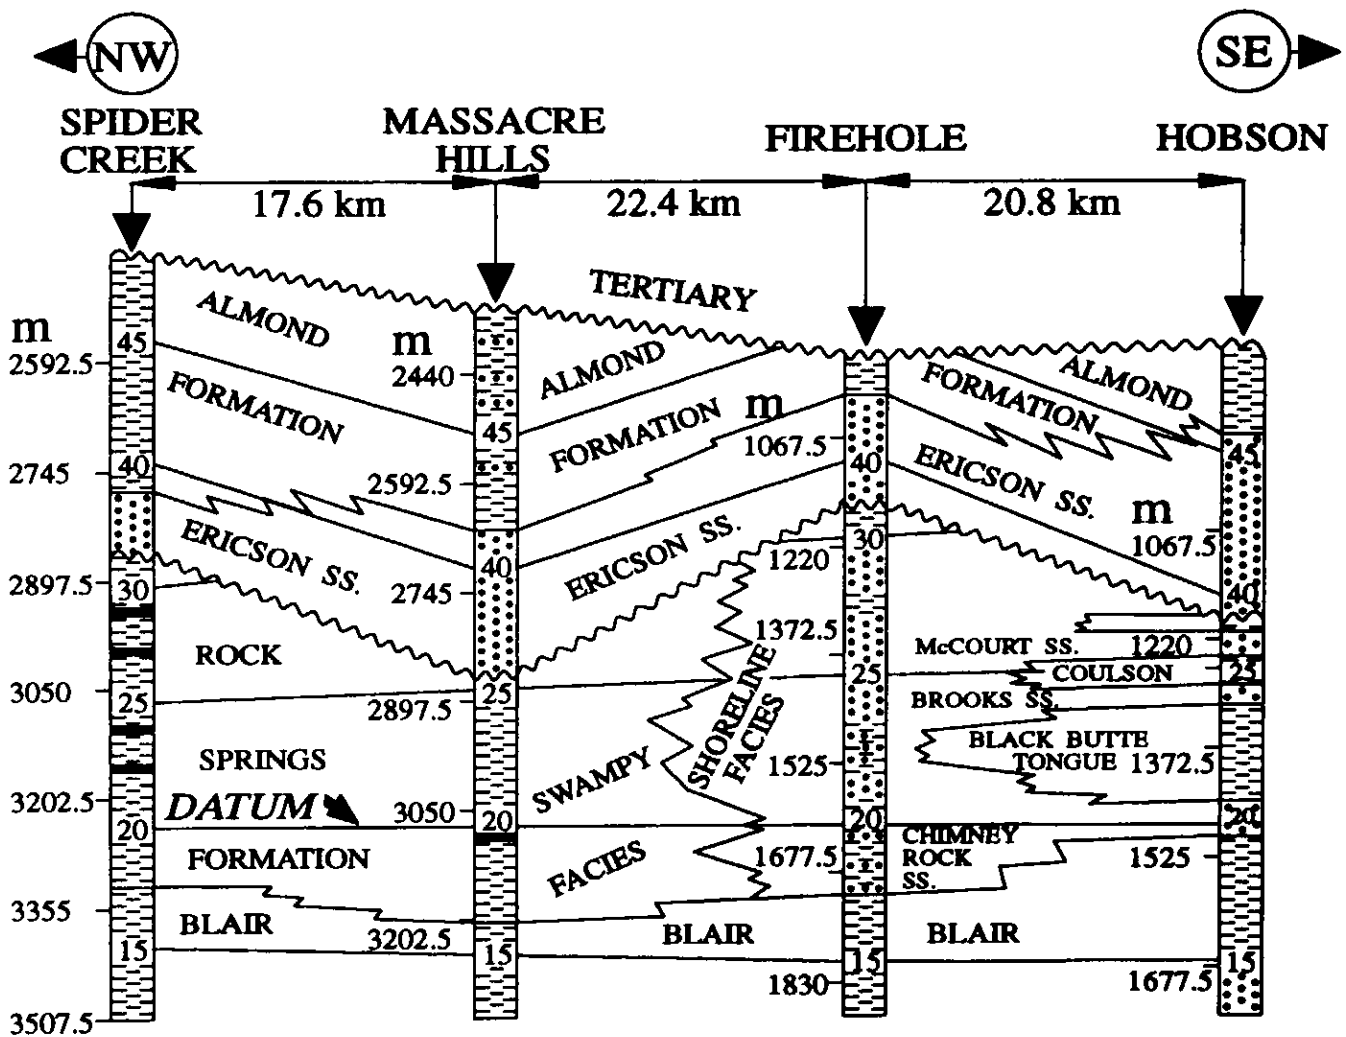 NW
SE
SPIDER
CREEK
MASSACRE
HILLS
FIREHOLE
HOBSON
17.6 km
22.4 km
20.8 km
TERTIARY
ALMOND
FORMATION
ERICSON SS.
ROCK
SPRINGS
DATUM
FORMATION
BLAIR
m
2592.5
2745
2897.5
3050
3202.5
3355
3507.5
45
40
30
25
20
15
m
2440
2592.5
2745
2897.5
3050
3202.5
45
40
25
20
15
ALMOND
FORMATION
ERICSON SS.
SWAMPY
FACIES
SHORELINE
FACIES
BLAIR
m
1067.5
1220
1372.5
1525
1677.5
1830
40
30
25
20
15
ALMOND
FORMATION
ERICSON SS.
McCOURT SS.
COULSON
BROOKS SS.
BLACK BUTTE
TONGUE
CHIMNEY
ROCK
SS.
BLAIR
m
1067.5
1220
1372.5
1525
1677.5
45
40
25
20
15